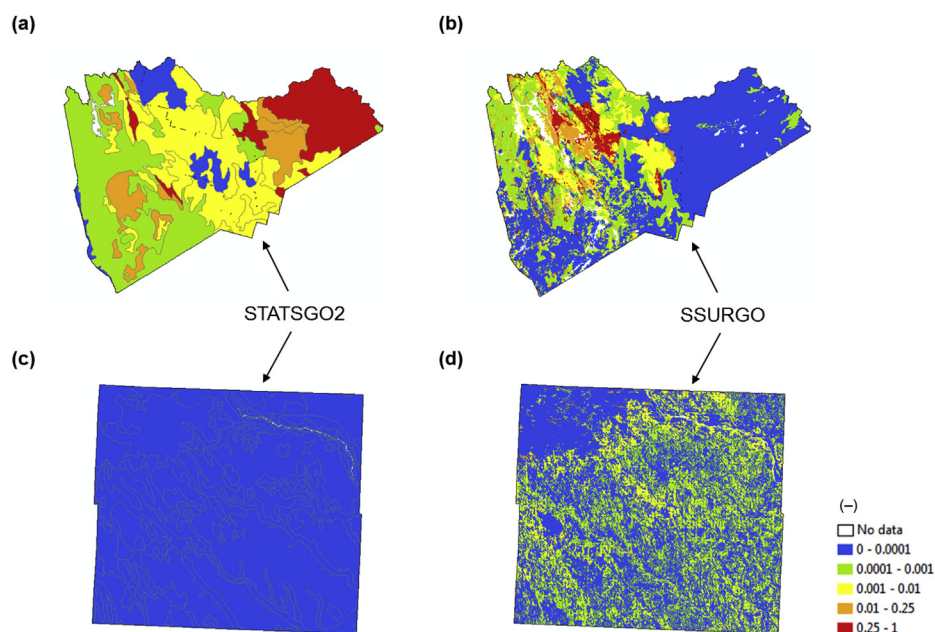 (a)
(b)
STATSGO2
SSURGO
(c)
(d)
(–)
No data
0 - 0.0001
0.0001 - 0.001
0.001 - 0.01
0.01 - 0.25
0.25 - 1